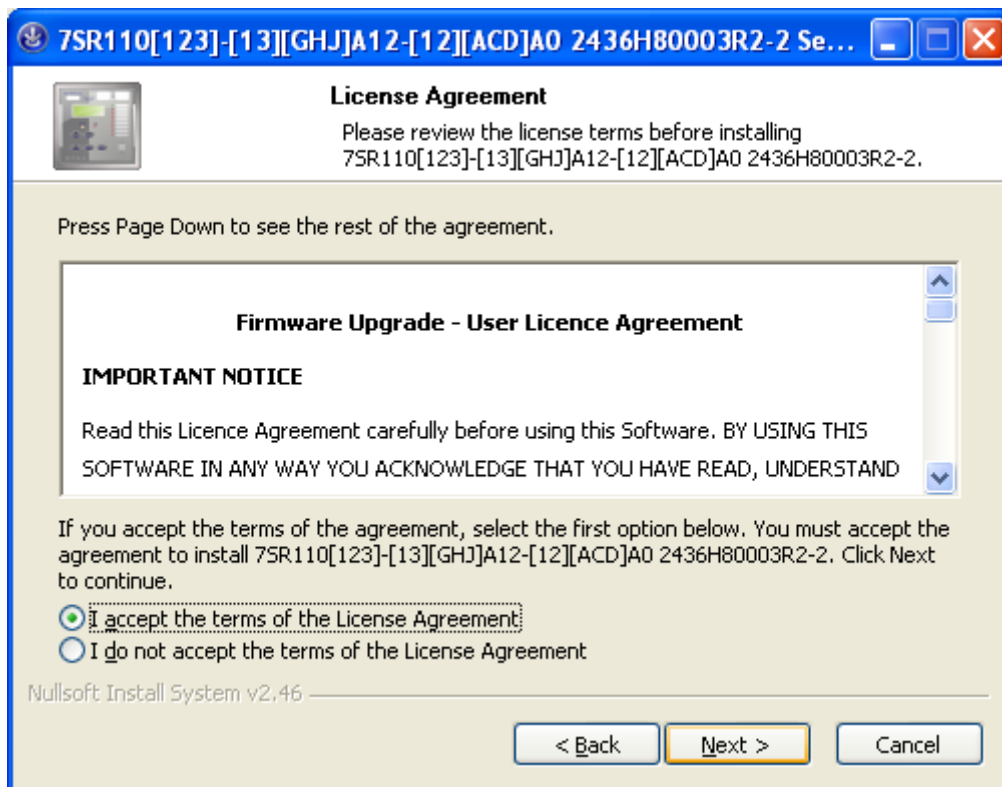 7SR110[123]-[13][GHJ]A12-[12][ACD]A0 2436H80003R2-2 Se...
License Agreement
Please review the license terms before installing
7SR110[123]-[13][GHJ]A12-[12][ACD]A0 2436H80003R2-2.
Press Page Down to see the rest of the agreement.
Firmware Upgrade - User Licence Agreement
IMPORTANT NOTICE
Read this Licence Agreement carefully before using this Software. BY USING THIS
SOFTWARE IN ANY WAY YOU ACKNOWLEDGE THAT YOU HAVE READ, UNDERSTAND
If you accept the terms of the agreement, select the first option below. You must accept the
agreement to install 7SR110[123]-[13][GHJ]A12-[12][ACD]A0 2436H80003R2-2. Click Next
to continue.
I accept the terms of the License Agreement
I do not accept the terms of the License Agreement
Nullsoft Install System v2.46
< Back
Next >
Cancel